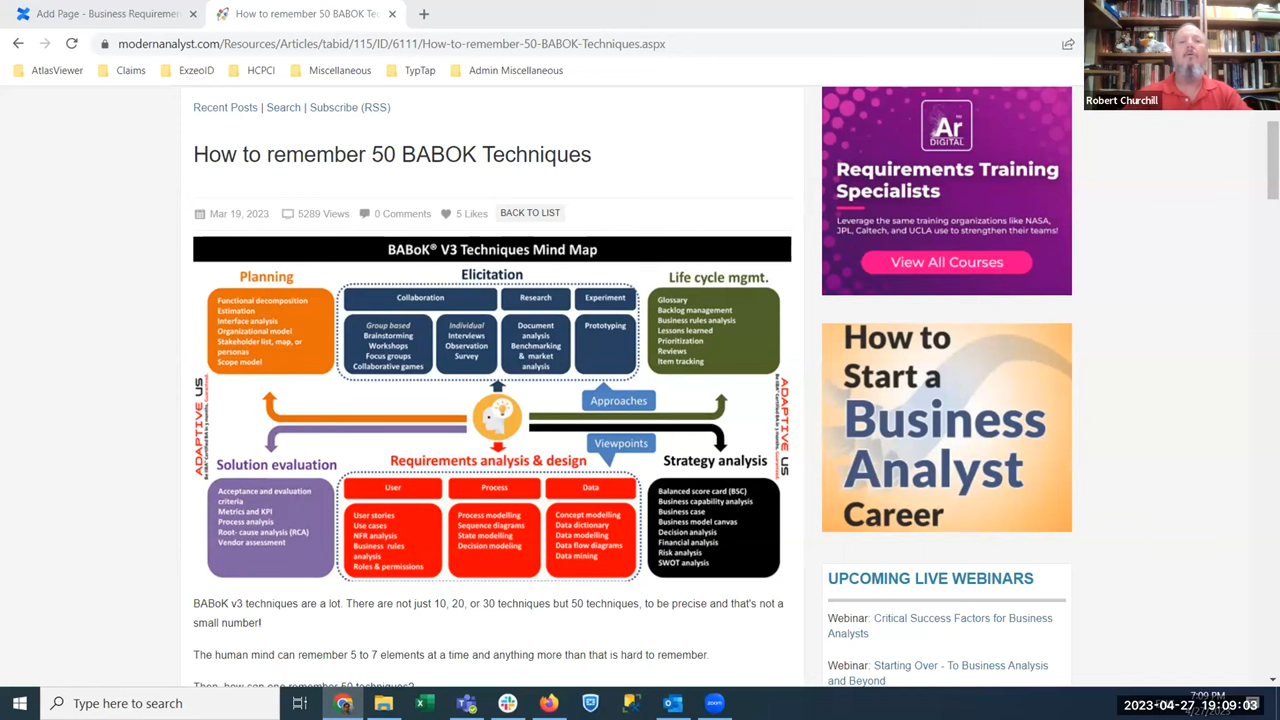 Add Page - Business Requiremen
How to remember 50 BABOK Tec
modernanalyst.com/Resources/Articles/tabid/115/ID/6111/How-to-remember-50-BABOK-Techniques.aspx
AtlasViewer
Claims
ExzeoID
HCPCI
Miscellaneous
TypTap
Admin Miscellaneous
Robert Churchill
Recent Posts | Search | Subscribe (RSS)
How to remember 50 BABOK Techniques
Mar 19, 2023
5289 Views
0 Comments
5 Likes
BACK TO LIST
BABoK® V3 Techniques Mind Map
Planning
Functional decomposition
Estimation
Interface analysis
Organizational model
Stakeholder list, map, or
personas
Scope model
Elicitation
Collaboration
Research
Experiment
Group based
Brainstorming
Workshops
Focus groups
Collaborative games
Individual
Interviews
Observation
Survey
Document
analysis
Benchmarking
& market
analysis
Prototyping
Life cycle mgmt.
Glossary
Backlog management
Business rules analysis
Lessons learned
Prioritization
Reviews
Item tracking
ADAPTIVE US
Approaches
Viewpoints
ADAPTIVE US
Solution evaluation
Acceptance and evaluation
criteria
Metrics and KPI
Process analysis
Root- cause analysis (RCA)
Vendor assessment
Requirements analysis & design
User
Process
Data
User stories
Use cases
NFR analysis
Business rules
analysis
Roles & permissions
Process modelling
Sequence diagrams
State modelling
Decision modeling
Concept modelling
Data dictionary
Data modelling
Data flow diagrams
Data mining
Strategy analysis
Balanced score card (BSC)
Business capability analysis
Business case
Business model canvas
Decision analysis
Financial analysis
Risk analysis
SWOT analysis
BABoK v3 techniques are a lot. There are not just 10, 20, or 30 techniques but 50 techniques, to be precise and that's not a
small number!
The human mind can remember 5 to 7 elements at a time and anything more than that is hard to remember.
Then, how can one remember 50 techniques?
Ar
DIGITAL
Requirements Training
Specialists
Leverage the same training organizations like NASA,
JPL, Caltech, and UCLA use to strengthen their teams!
View All Courses
How to
Start a
Business
Analyst
Career
UPCOMING LIVE WEBINARS
Webinar: Critical Success Factors for Business
Analysts
Webinar: Starting Over - To Business Analysis
and Beyond
Type here to search
zoom
7:09 PM
2023-04-27 19:09:03